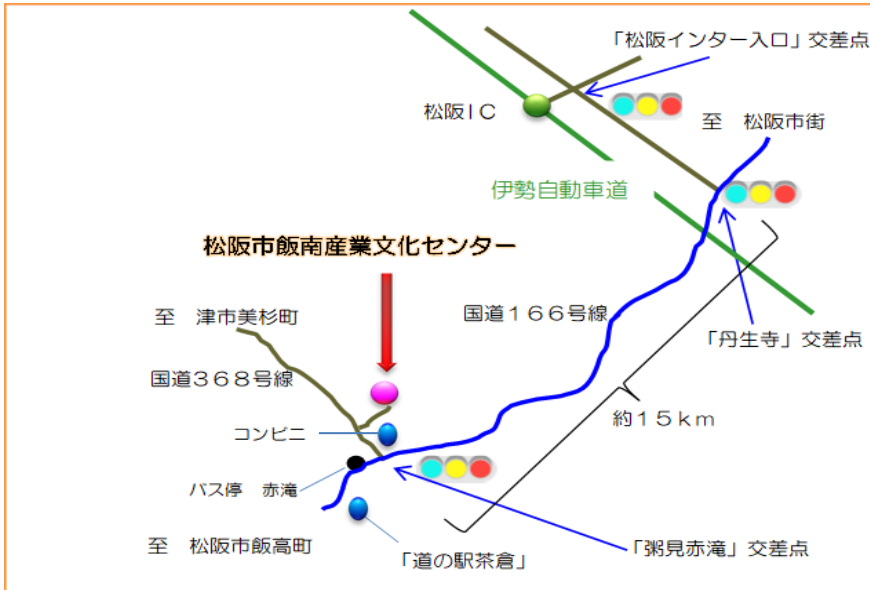 「松阪インター入口」交差点
松阪ＩＣ
至　松阪市街
伊勢自動車道
松阪市飯南産業文化センター
至　津市美杉町
国道１６６号線
「丹生寺」交差点
国道３６８号線
約１５ｋｍ
コンビニ
バス停　赤滝
至　松阪市飯高町
「道の駅茶倉」
「粥見赤滝」交差点